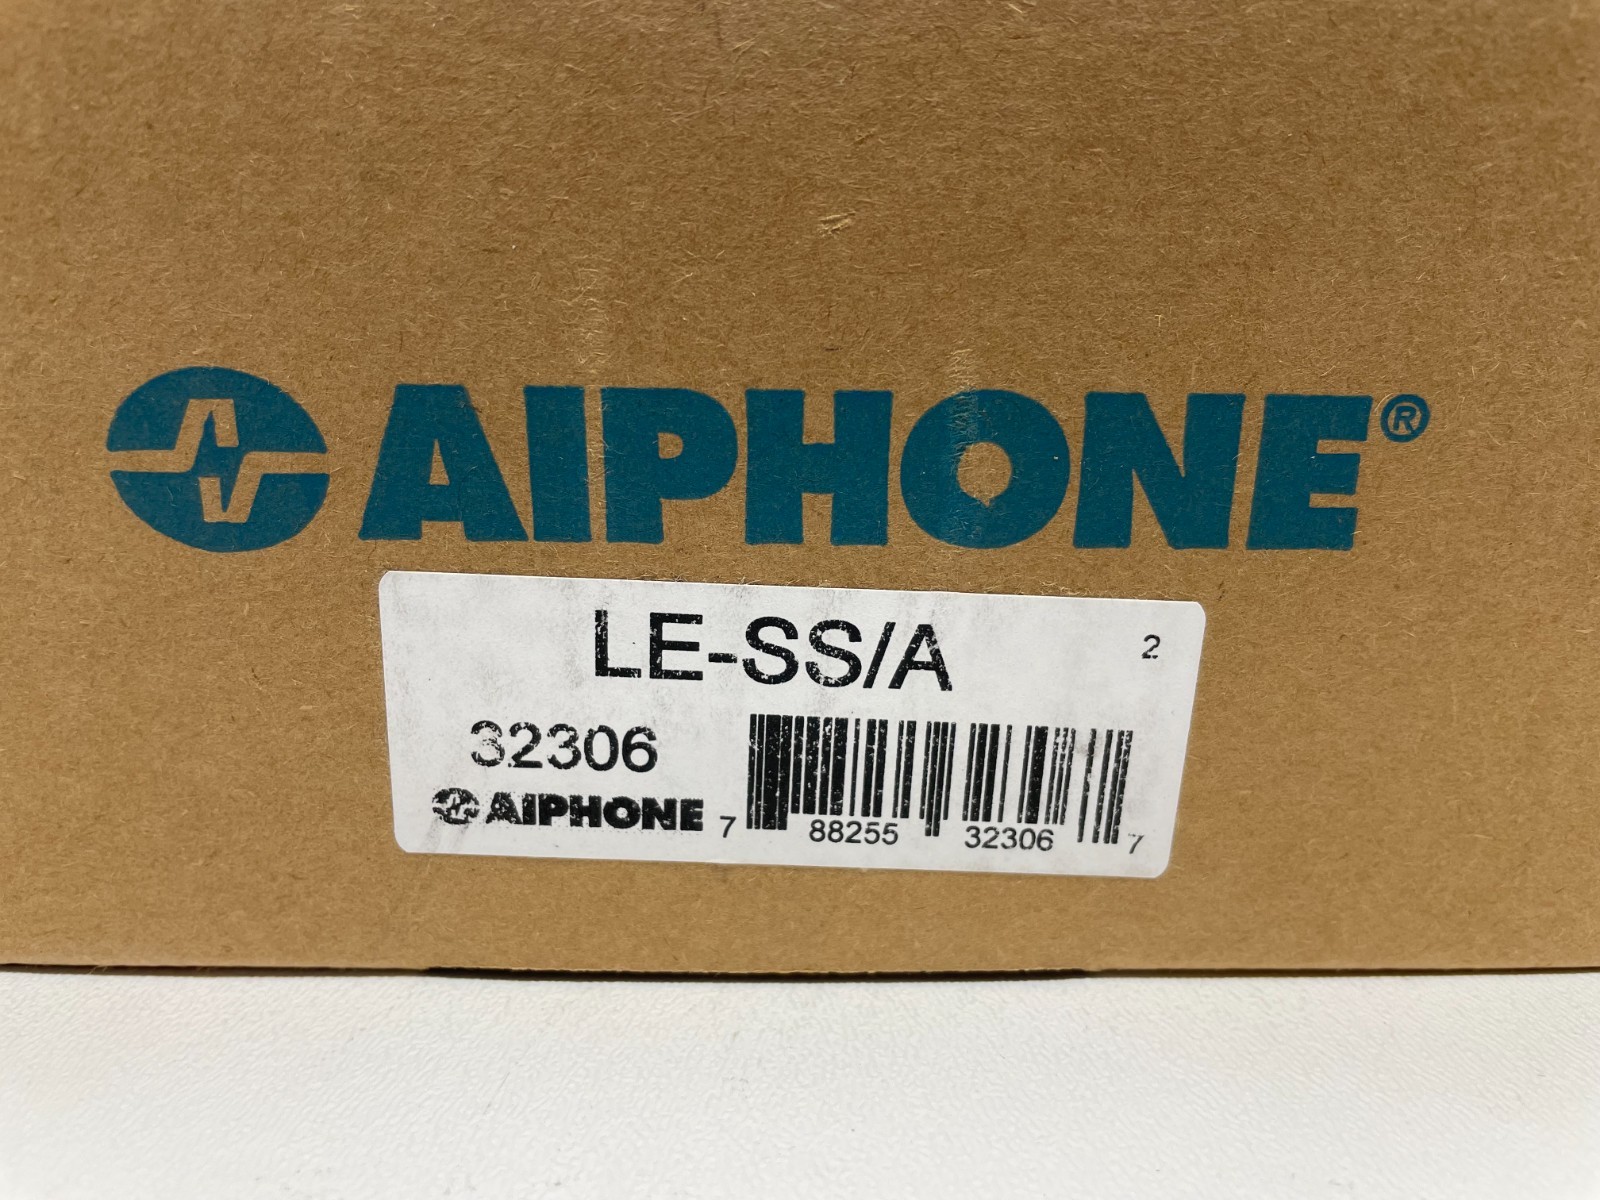 AIPHONE®
LE-SS/A 2
32306
AIPHONE
7 88255 32306 7